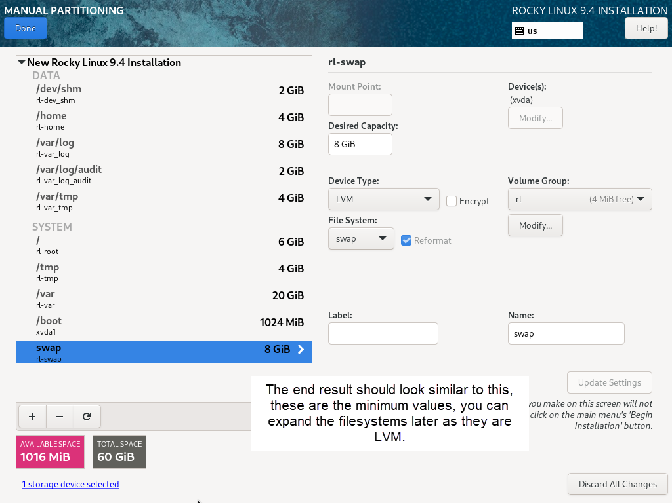 MANUAL PARTITIONING
ROCKY LINUX 9.4 INSTALLATION
Done
us
Help!
New Rocky Linux 9.4 Installation
DATA
/dev/shm
rl-dev_shm
2 GiB
/home
rl-home
4 GiB
/var/log
rl-var_log
8 GiB
/var/log/audit
rl-var_log_audit
2 GiB
/var/tmp
rl-var_tmp
4 GiB
SYSTEM
/
rl-root
6 GiB
/tmp
rl-tmp
4 GiB
/var
rl-var
20 GiB
/boot
xvda1
1024 MiB
swap
rl-swap
8 GiB
+ −
AVAILABLE SPACE
1016 MiB
TOTAL SPACE
60 GiB
1 storage device selected
rl-swap
Mount Point:
Device(s):
(xvda)
Modify...
Desired Capacity:
8 GiB
Device Type:
LVM
Encrypt
Volume Group:
rl (4 MiB free)
Modify...
File System:
swap
Reformat
Label:
Name:
swap
Update Settings
The end result should look similar to this,
these are the minimum values, you can
expand the filesystems later as they are
LVM.
you make on this screen will not
click on the main menu's 'Begin
Installation' button.
Discard All Changes